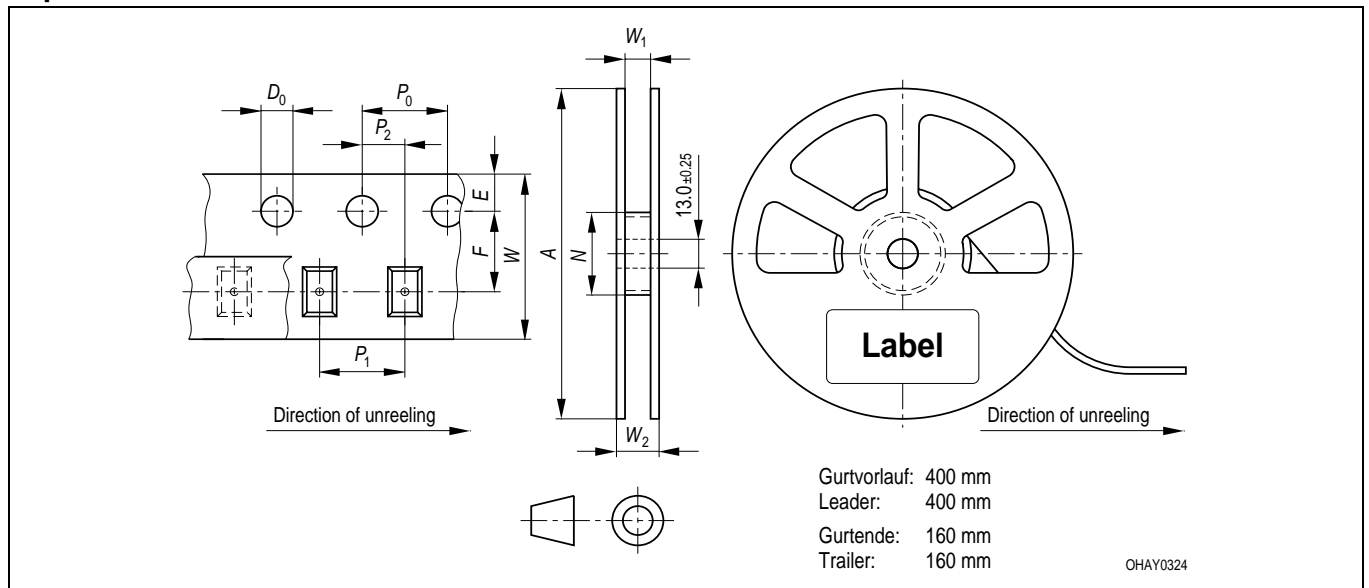 W1
D0
P0
P2
E
F
W
A
N
13.0±0.25
P1
Label
Direction of unreeling
Direction of unreeling
W2
Gurtvorlauf: 400 mm
Leader: 400 mm
Gurtende: 160 mm
Trailer: 160 mm
OHAY0324